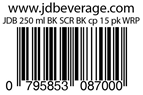 www.jdbeverage.com
JDB 250 ml BK SCR BK cp 15 pk WRP
0 795853 087000